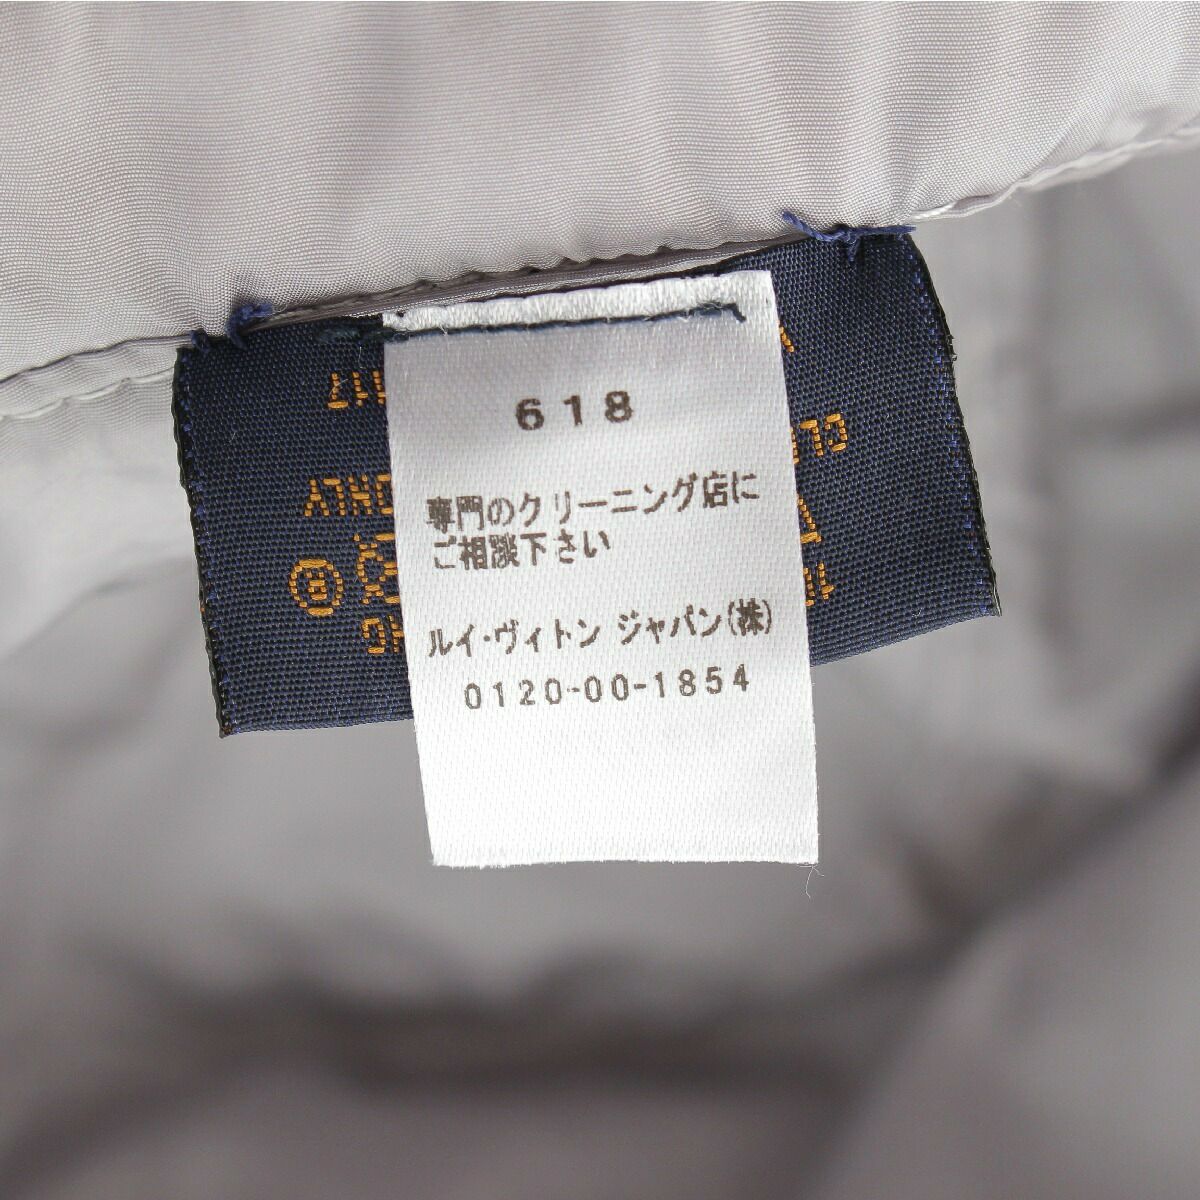 618
専門のクリーニング店に
ご相談下さい
ルイ・ヴィトン ジャパン(株)
0120-00-1854
ONLY
®